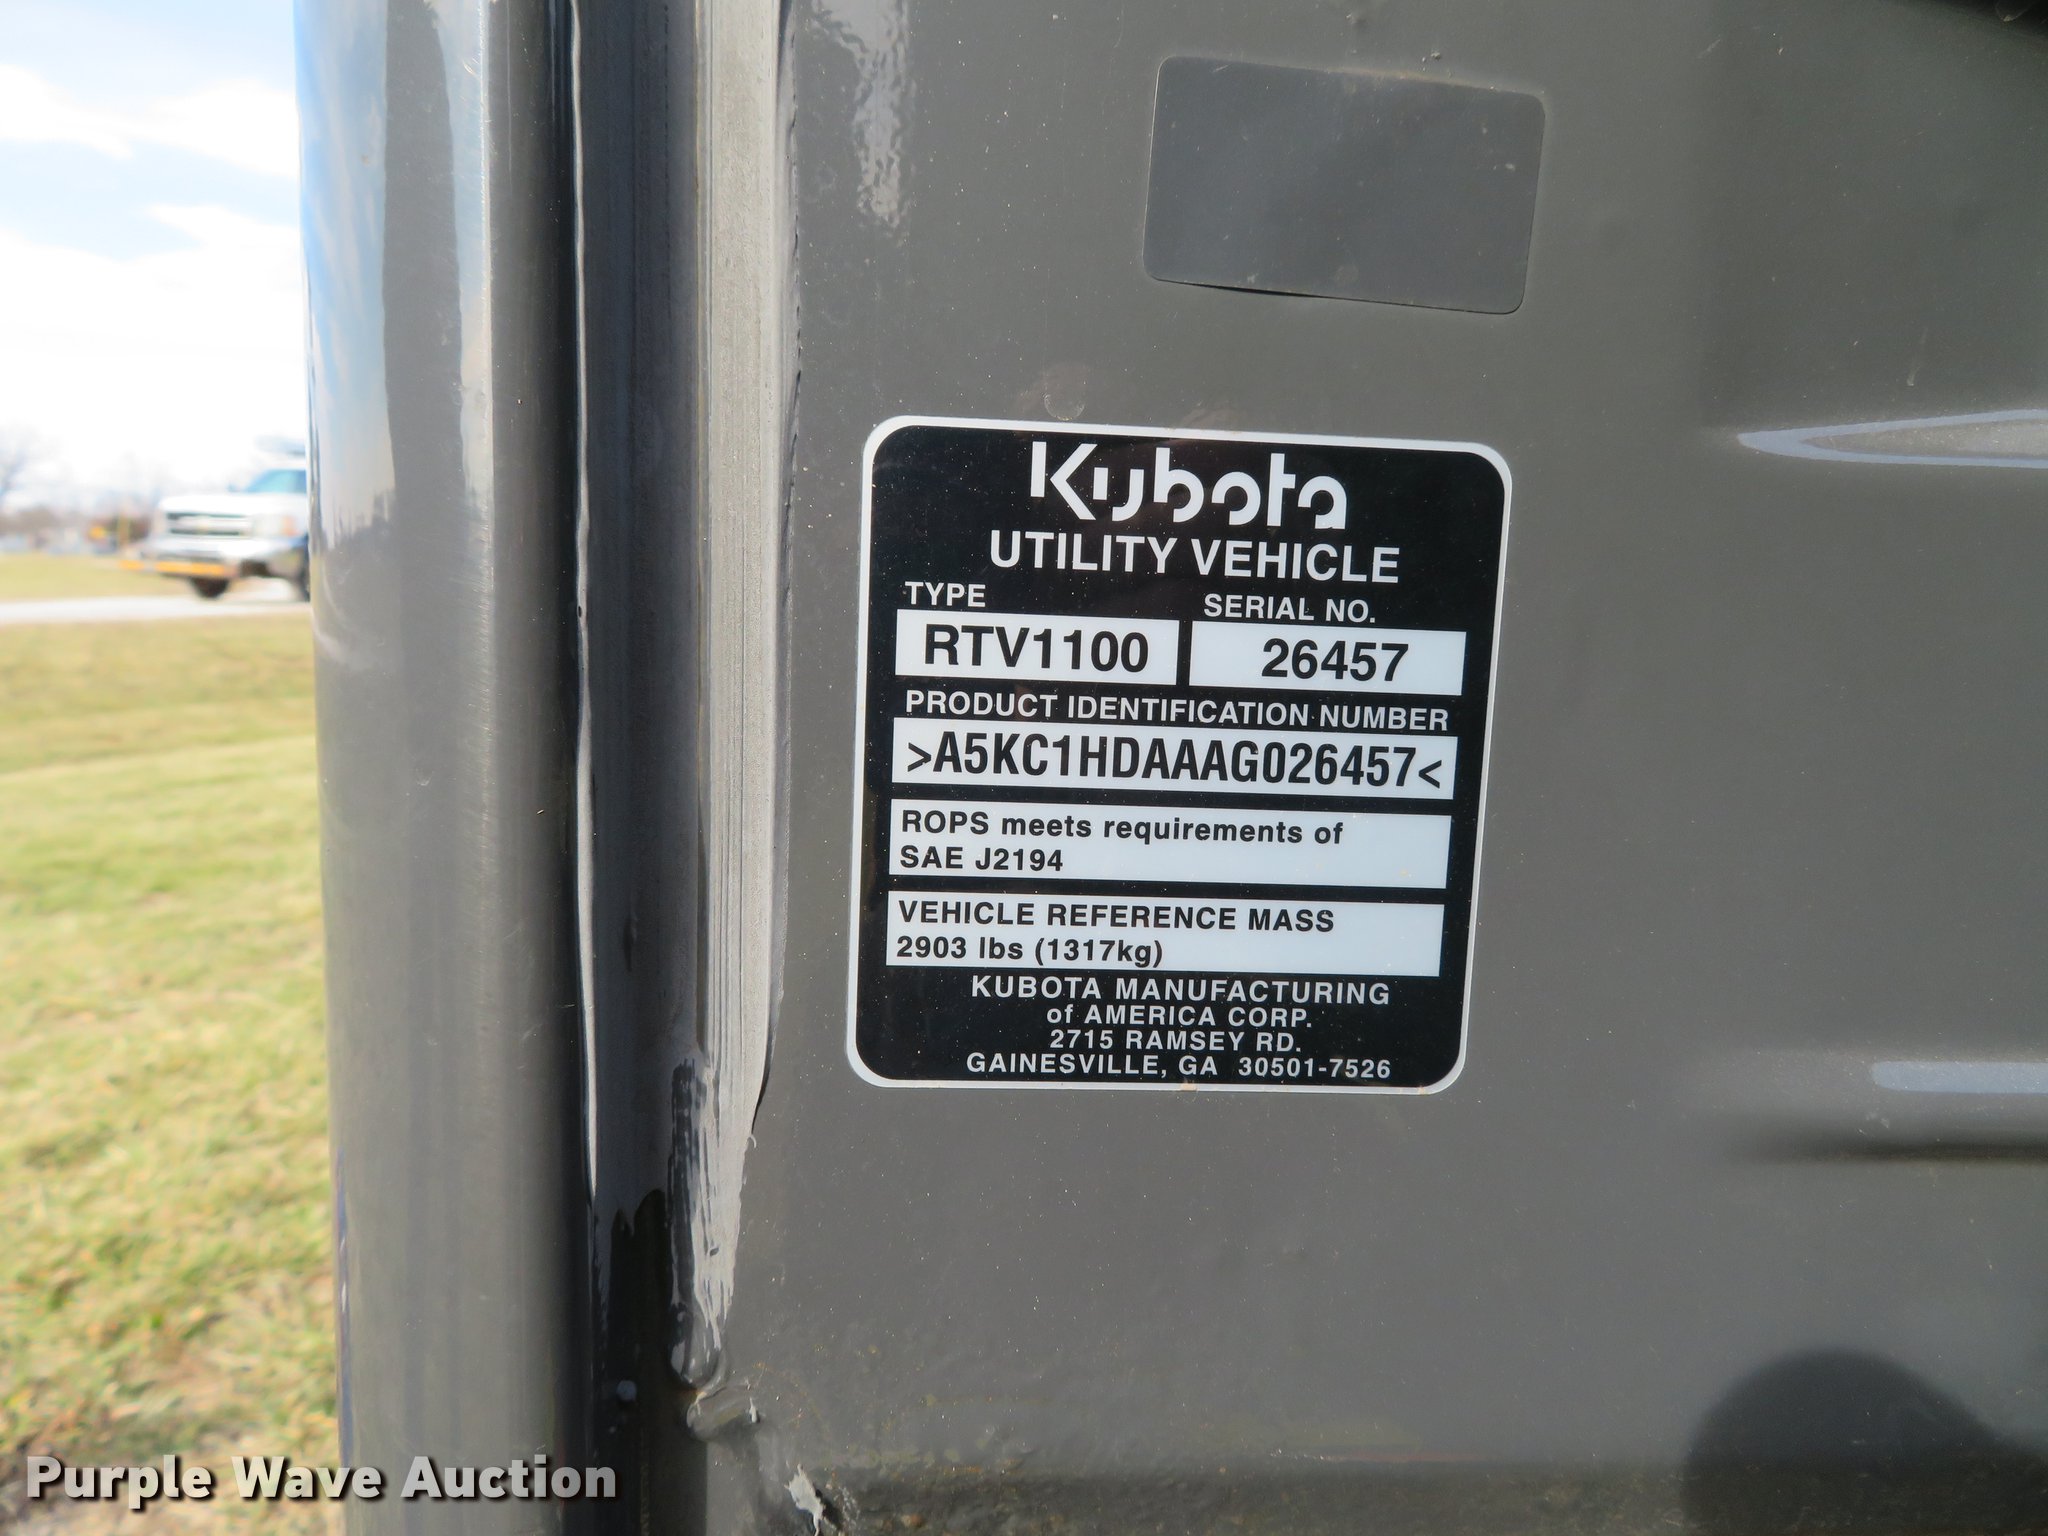 Kubota
UTILITY VEHICLE
TYPE SERIAL NO.
RTV1100 26457
PRODUCT IDENTIFICATION NUMBER
>A5KC1HDAAAG026457<
ROPS meets requirements of
SAE J2194
VEHICLE REFERENCE MASS
2903 lbs (1317kg)
KUBOTA MANUFACTURING
of AMERICA CORP.
2715 RAMSEY RD.
GAINESVILLE, GA 30501-7526
Purple Wave Auction